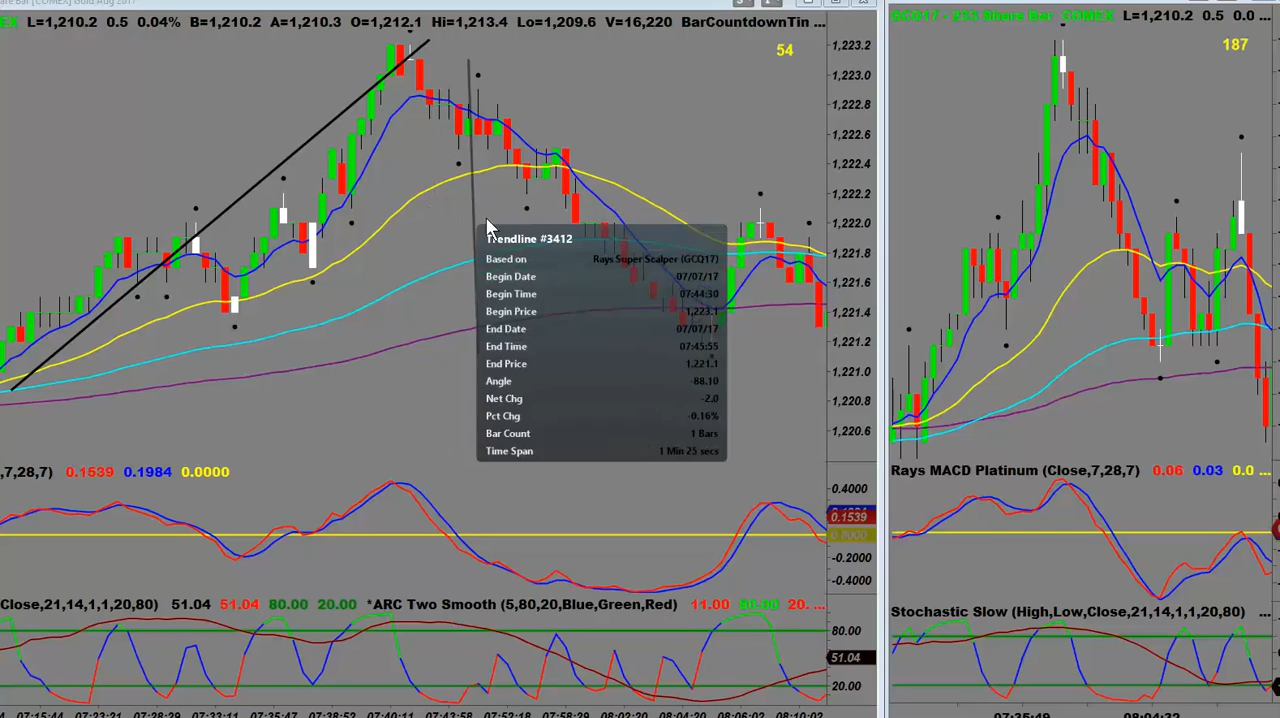 EX L=1,210.2 0.5 0.04% B=1,210.2 A=1,210.3 O=1,212.1 Hi=1,213.4 Lo=1,209.6 V=16,220 BarCountdownTin ...
54
1,223.2
1,223.0
1,222.8
1,222.6
1,222.4
1,222.2
1,222.0
1,221.8
1,221.6
1,221.4
1,221.2
1,221.0
1,220.8
1,220.6
Trendline #3412
Based on Rays Super Scalper (GCQ17)
Begin Date 07/07/17
Begin Time 07:44:30
Begin Price 1,223.1
End Date 07/07/17
End Time 07:45:55
End Price 1,221.1
Angle -88.10
Net Chg -2.0
Pct Chg -0.16%
Bar Count 1 Bars
Time Span 1 Min 25 secs
,7,28,7) 0.1539 0.1984 0.0000
0.4000
0.1539
0.0000
-0.2000
-0.4000
Close,21,14,1,1,20,80) 51.04 51.04 80.00 20.00 *ARC Two Smooth (5,80,20,Blue,Green,Red) 11.00 80.00 20. ...
80.00
51.04
20.00
07:15:44 07:23:21 07:28:39 07:33:11 07:35:47 07:38:52 07:40:11 07:43:58 07:52:18 07:58:29 08:02:20 08:04:20 08:06:02 08:10:02
GCQ17 - 233 Share Bar COMEX L=1,210.2 0.5 0.0 ...
187
Rays MACD Platinum (Close,7,28,7) 0.06 0.03 0.0 ...
Stochastic Slow (High,Low,Close,21,14,1,1,20,80) ...
07:35:49 08:04:32